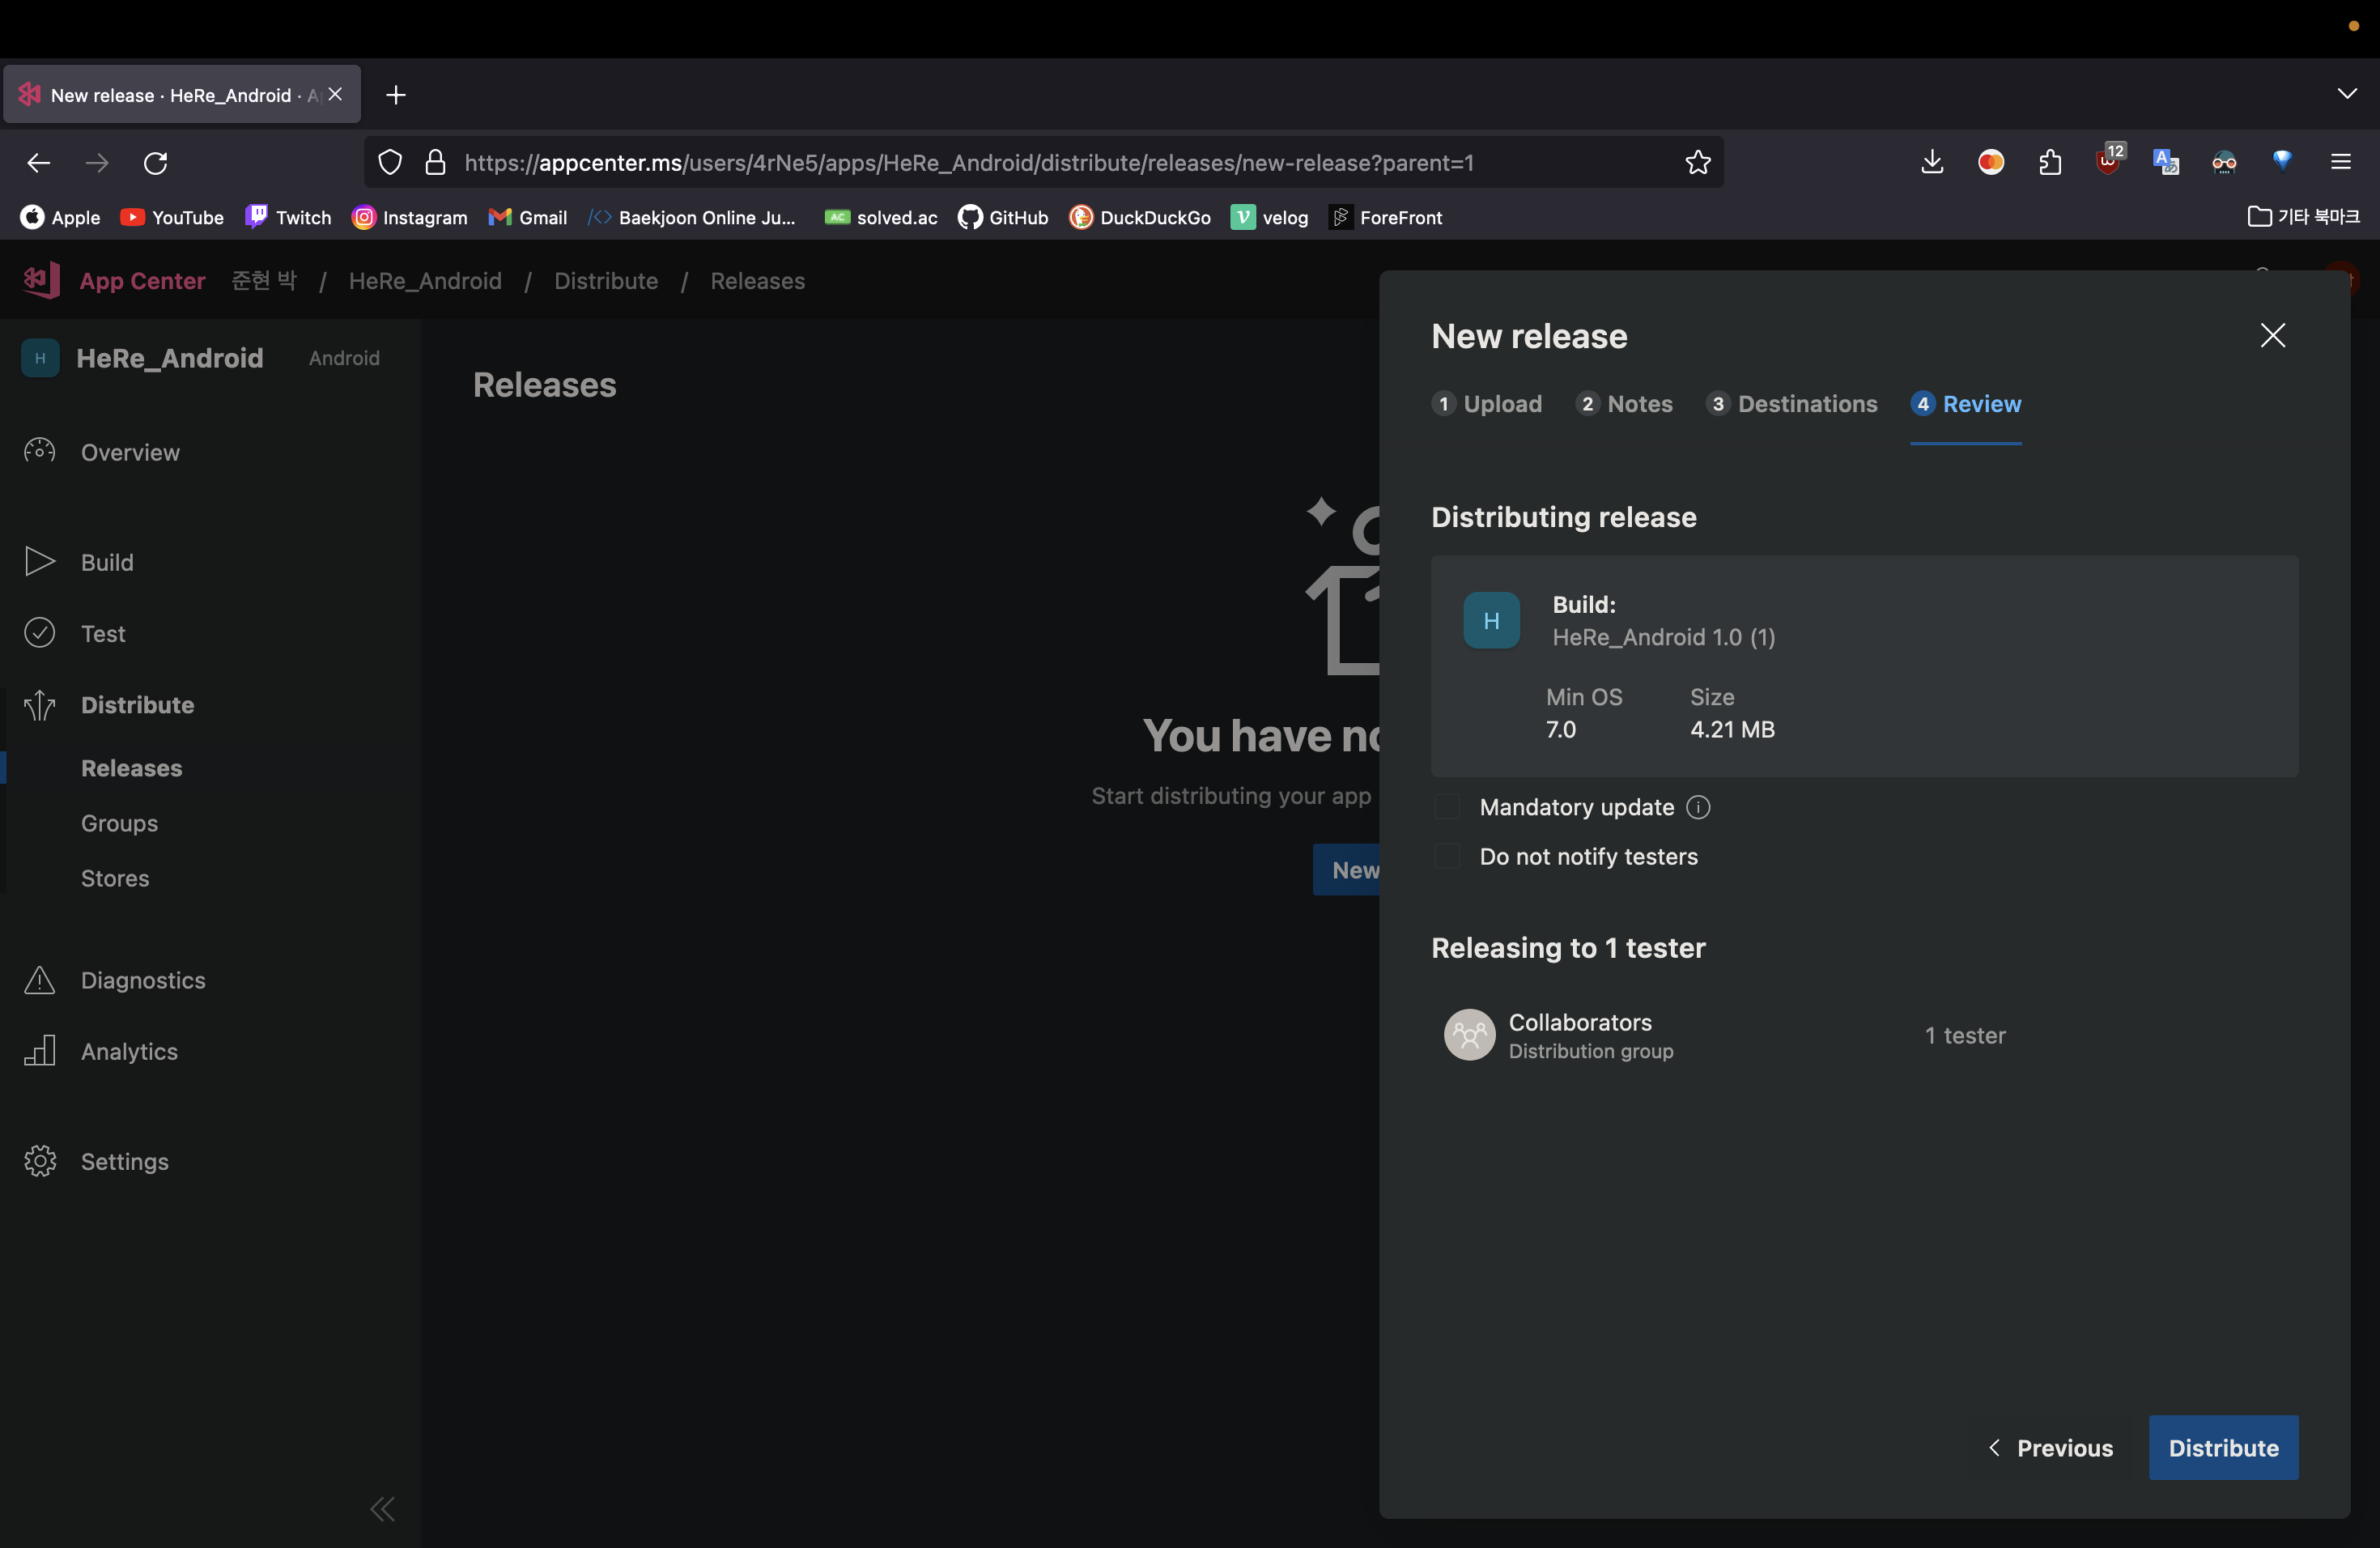 New release · HeRe_Android ·
https://appcenter.ms/users/4rNe5/apps/HeRe_Android/distribute/releases/new-release?parent=1
12
Apple YouTube Twitch Instagram Gmail Baekjoon Online Ju... solved.ac GitHub DuckDuckGo velog ForeFront 기타 북마크
App Center 준현 박 / HeRe_Android / Distribute / Releases
H HeRe_Android Android
Overview
Build
Test
Distribute
Releases
Groups
Stores
Diagnostics
Analytics
Settings
Releases
You have
Start distributing your app
New
New release
1 Upload 2 Notes 3 Destinations 4 Review
Distributing release
H
Build:
HeRe_Android 1.0 (1)
Min OS Size
7.0 4.21 MB
Mandatory update
Do not notify testers
Releasing to 1 tester
Collaborators
Distribution group
1 tester
Previous Distribute